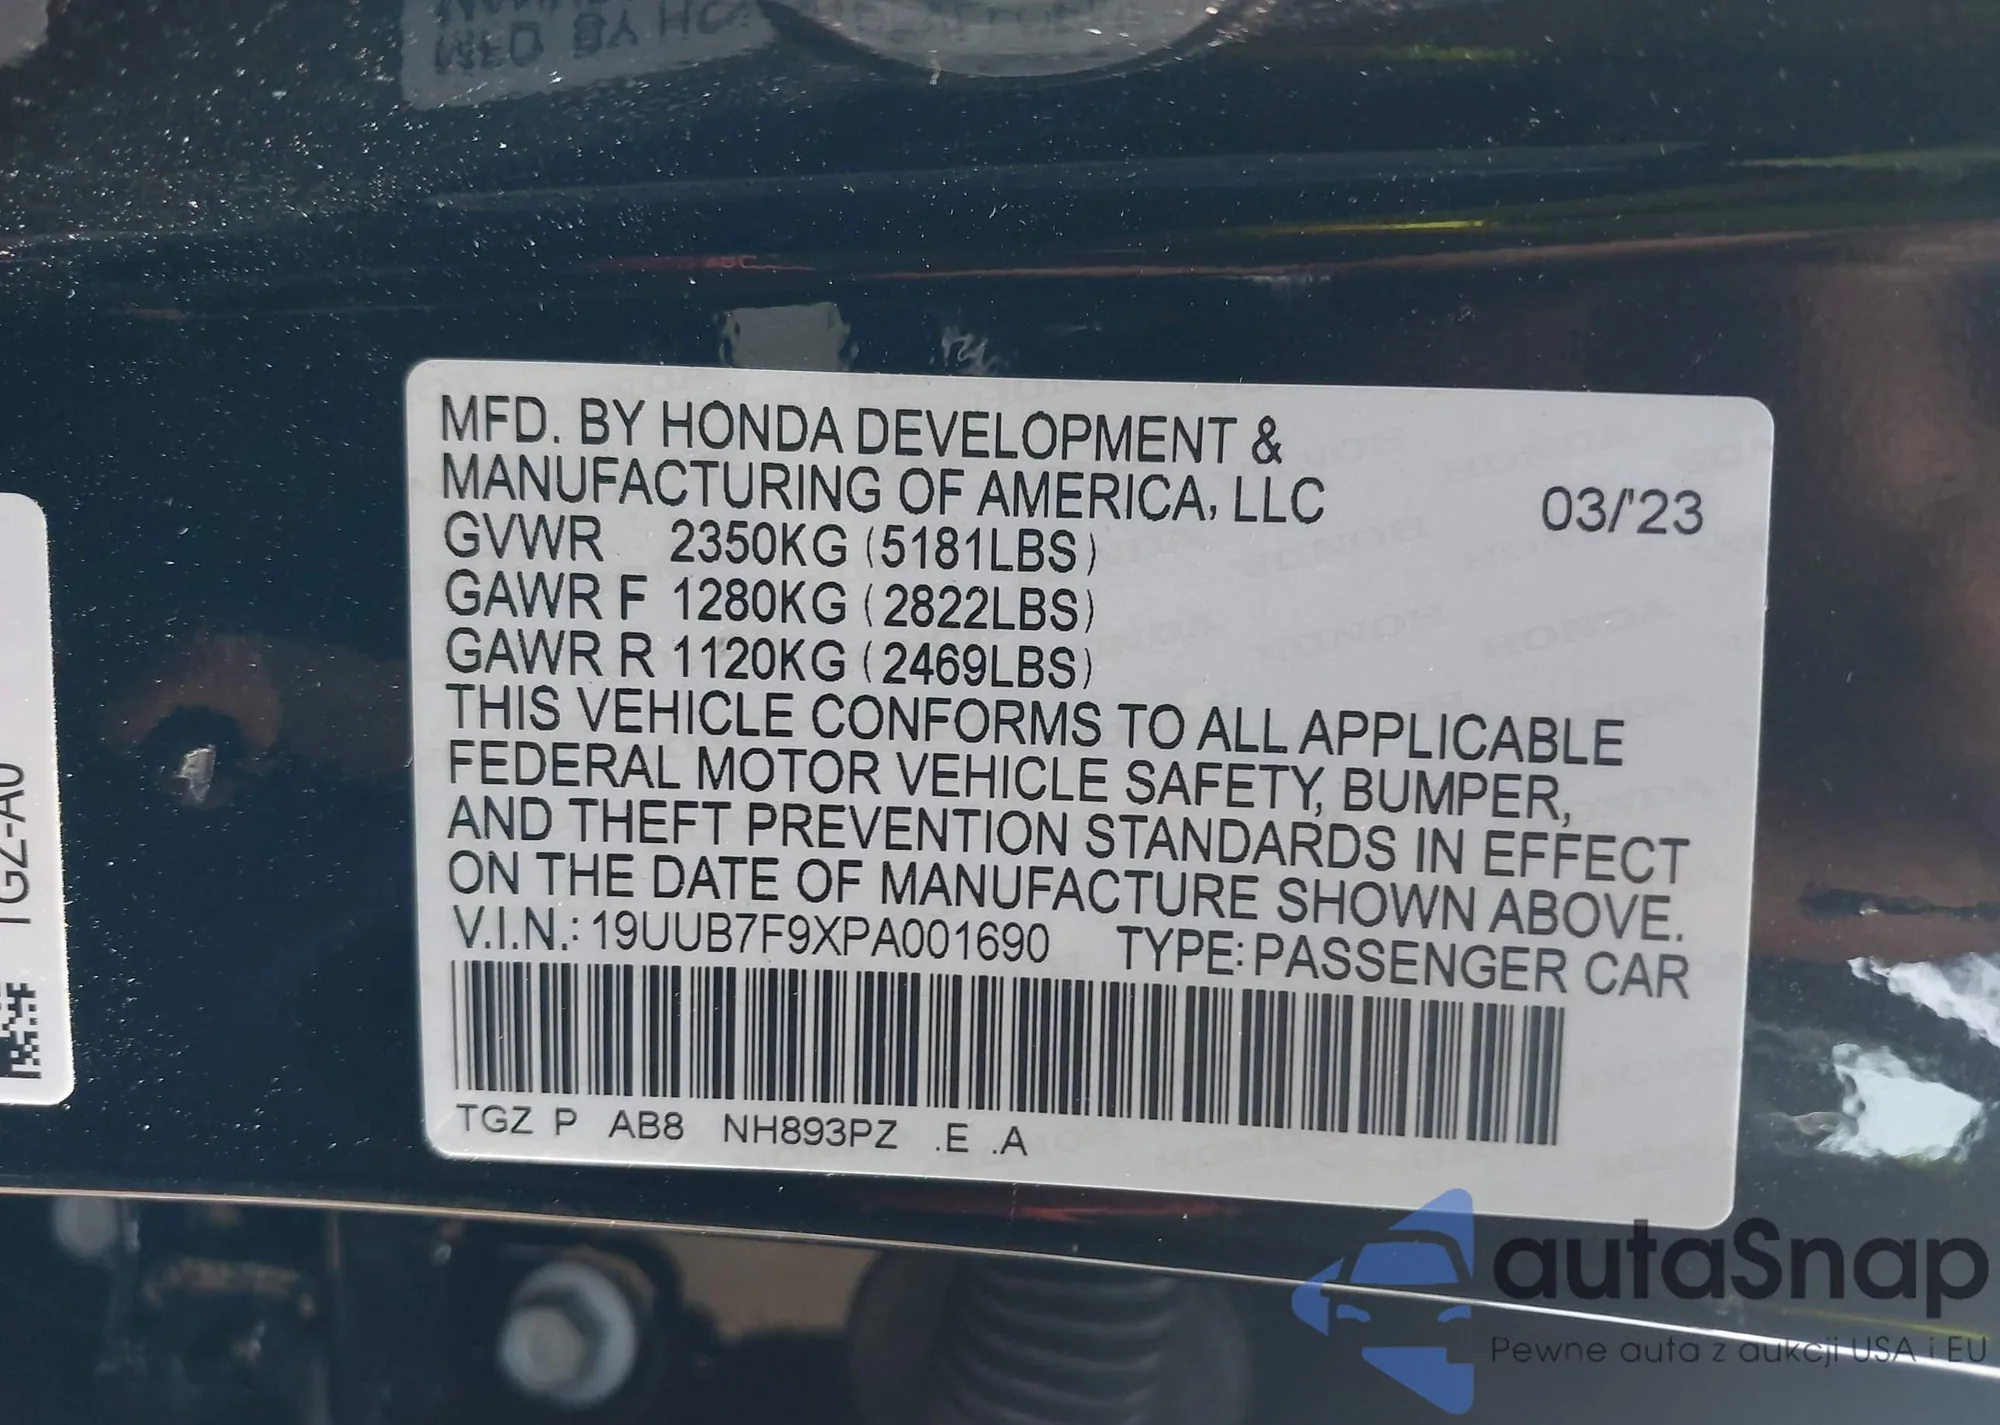 MFD. BY HONDA DEVELOPMENT &
MANUFACTURING OF AMERICA, LLC
03/'23
GVWR 2350KG (5181LBS)
GAWR F 1280KG (2822LBS)
GAWR R 1120KG (2469LBS)
THIS VEHICLE CONFORMS TO ALL APPLICABLE
FEDERAL MOTOR VEHICLE SAFETY, BUMPER,
AND THEFT PREVENTION STANDARDS IN EFFECT
ON THE DATE OF MANUFACTURE SHOWN ABOVE.
V.I.N.: 19UUB7F9XPA001690 TYPE: PASSENGER CAR
TGZ P AB8 NH893PZ .E .A
TGZ-A0
autaSnap
Pewne auta z aukcji USA i EU